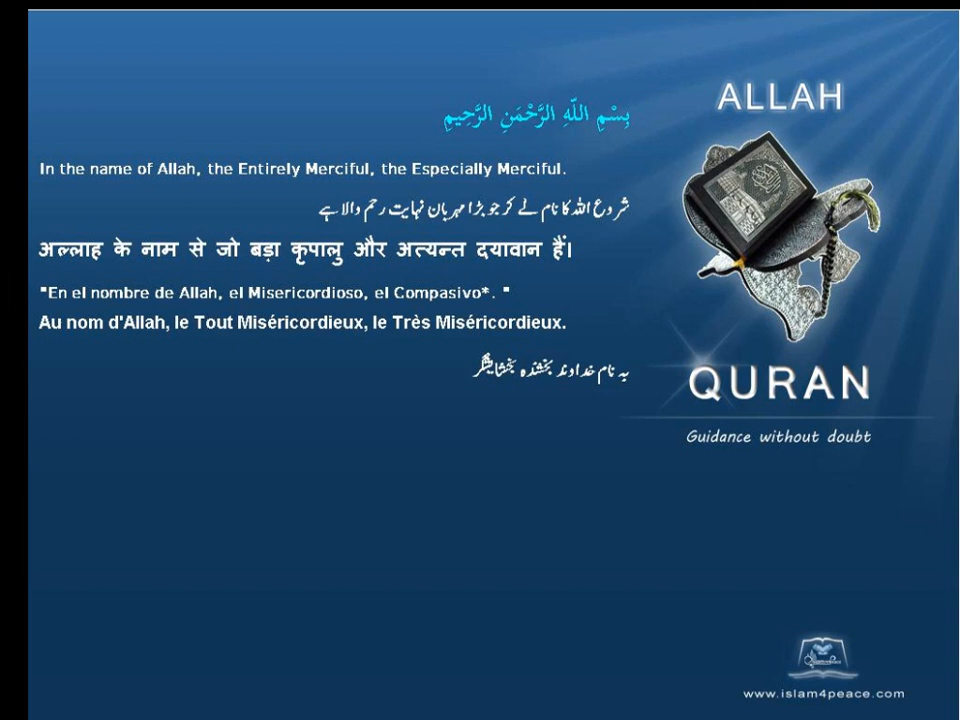 بِسْمِ اللّهِ الرَّحْمَنِ الرَّحِيمِ
In the name of Allah, the Entirely Merciful, the Especially Merciful.
شروع الله کا نام لے کر جو بڑا مہربان نہایت رحم والا ہے
अल्लाह के नाम से जो बड़ा कृपालु और अत्यन्त दयावान हैं।
"En el nombre de Allah, el Misericordioso, el Compasivo*. "
Au nom d'Allah, le Tout Miséricordieux, le Très Miséricordieux.
به نام خداوند بخشنده بخشایشگر
ALLAH
QURAN
Guidance without doubt
www.islam4peace.com